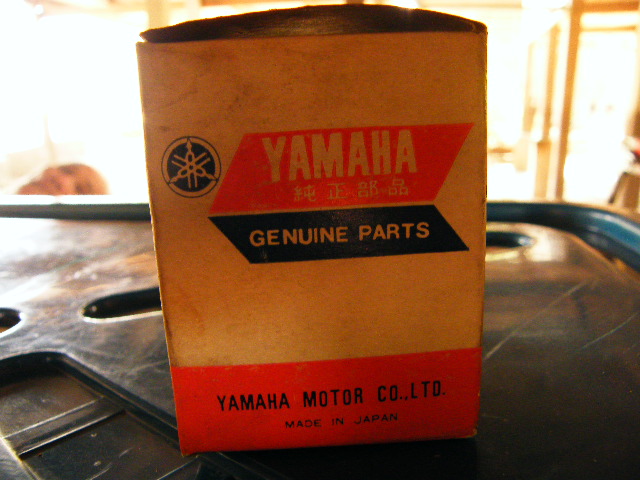 YAMAHA
純正部品
GENUINE PARTS
YAMAHA MOTOR CO.,LTD.
MADE IN JAPAN